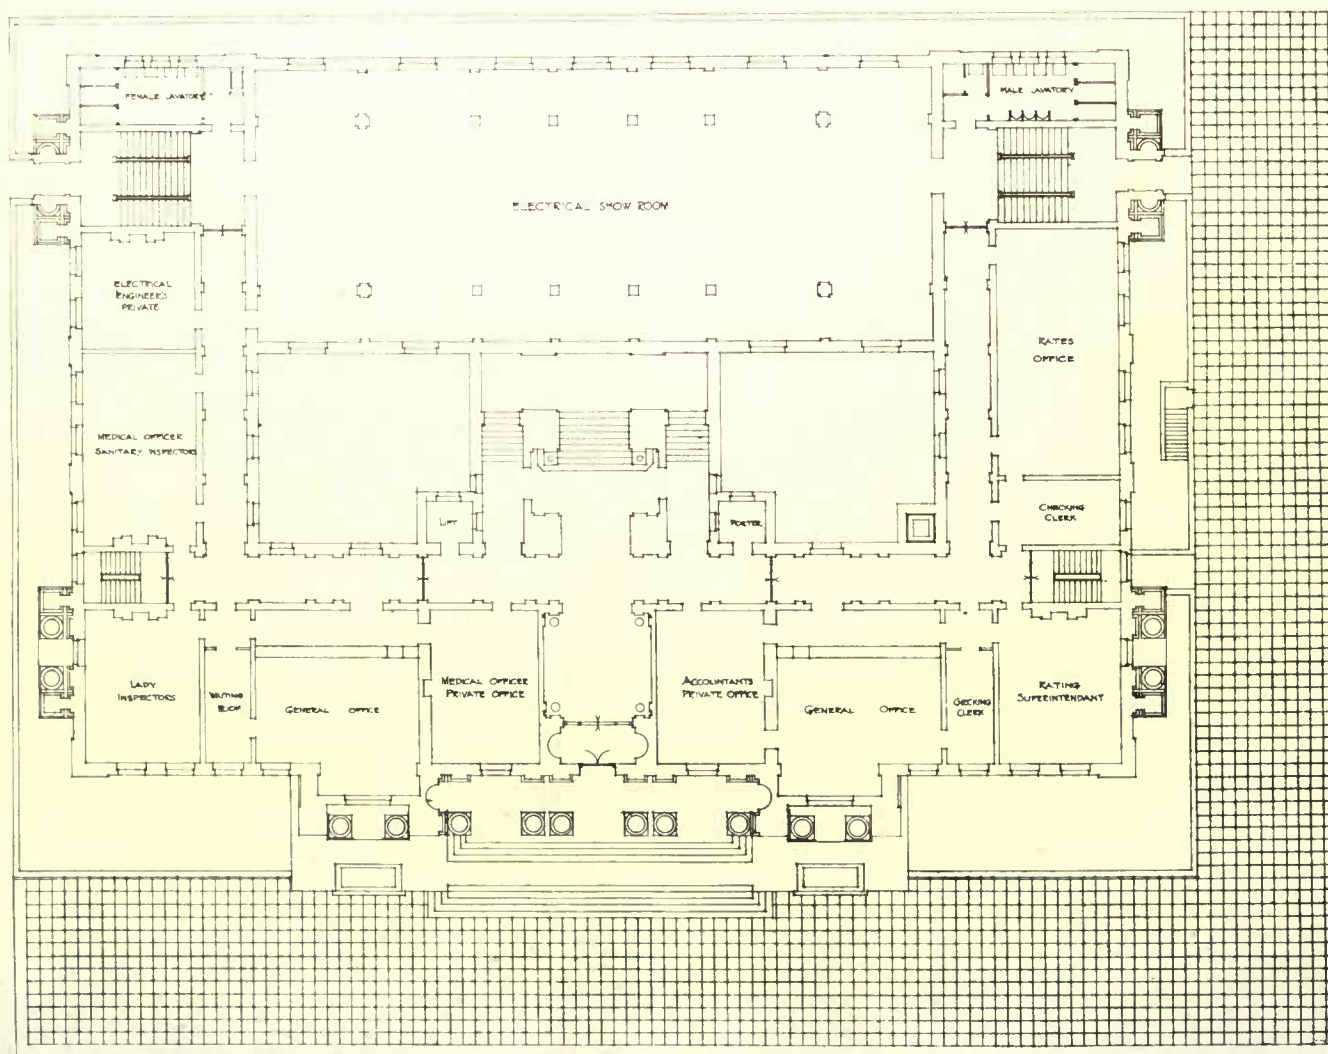 FEMALE LAVATORY
MALE LAVATORY
ELECTRICAL SHOW ROOM
ELECTRICAL
ENGINEER'S
PRIVATE
RATES
OFFICE
MEDICAL OFFICER
SANITARY INSPECTORS
CHECKING
CLERK
LIFT
PORTER
LADY
INSPECTORS
WAITING
ROOM
GENERAL OFFICE
MEDICAL OFFICER
PRIVATE OFFICE
ACCOUNTANTS
PRIVATE OFFICE
GENERAL OFFICE
CHECKING
CLERK
RATING
SUPERINTENDANT